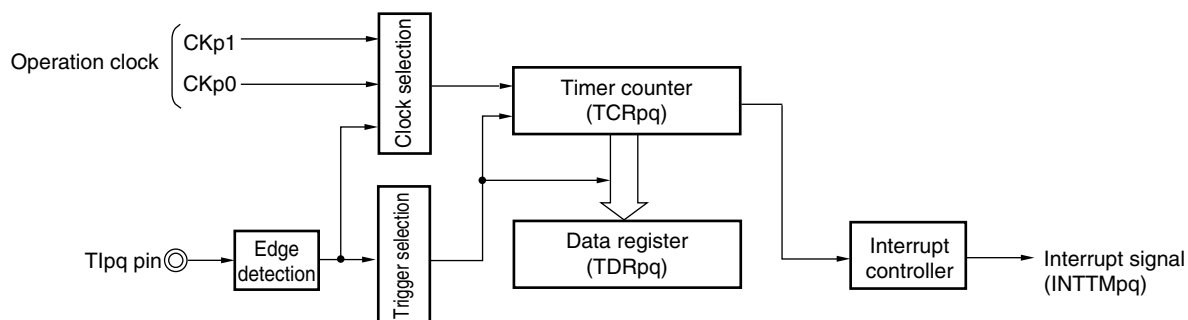 Operation clock
CKp1
CKp0
Clock selection
Timer counter
(TCRpq)
Trigger selection
Data register
(TDRpq)
TIpq pin
Edge
detection
Interrupt
controller
Interrupt signal
(INTTMpq)